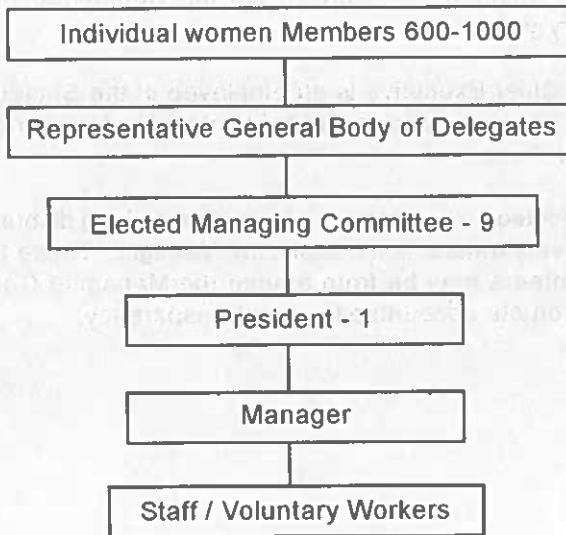 Individual women Members 600-1000
Representative General Body of Delegates
Elected Managing Committee - 9
President - 1
Manager
Staff / Voluntary Workers